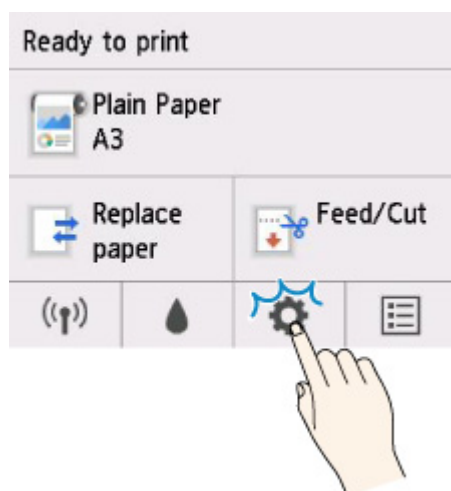 Ready to print
Plain Paper
A3
Replace
paper
Feed/Cut